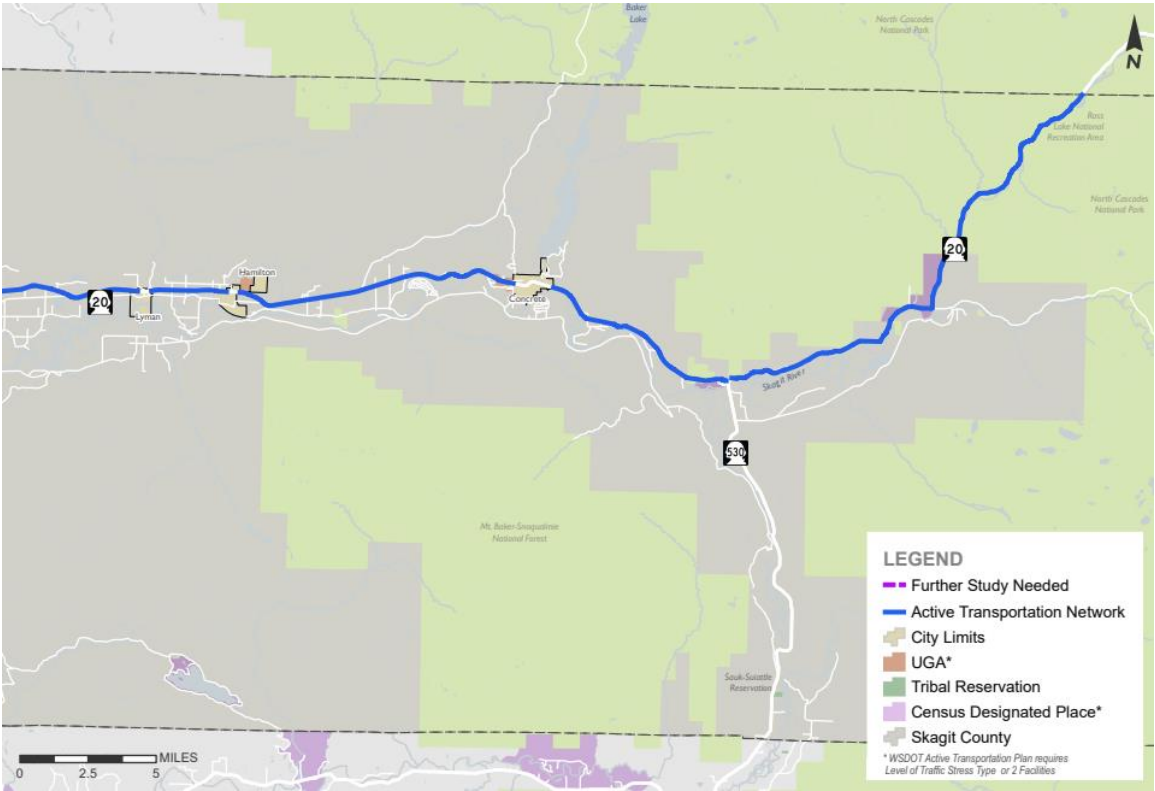 Baker
Lake
North Cascades
National Park
N
Ross
Lake National
Recreation Area
North Cascades
National Park
20
Hamilton
20
Lyman
Concrete
Skagit River
530
Mt. Baker-Snoqualmie
National Forest
Sauk-Suiattle
Reservation
LEGEND
Further Study Needed
Active Transportation Network
City Limits
UGA*
Tribal Reservation
Census Designated Place*
Skagit County
* WSDOT Active Transportation Plan requires
Level of Traffic Stress Type or 2 Facilities
MILES
0 2.5 5